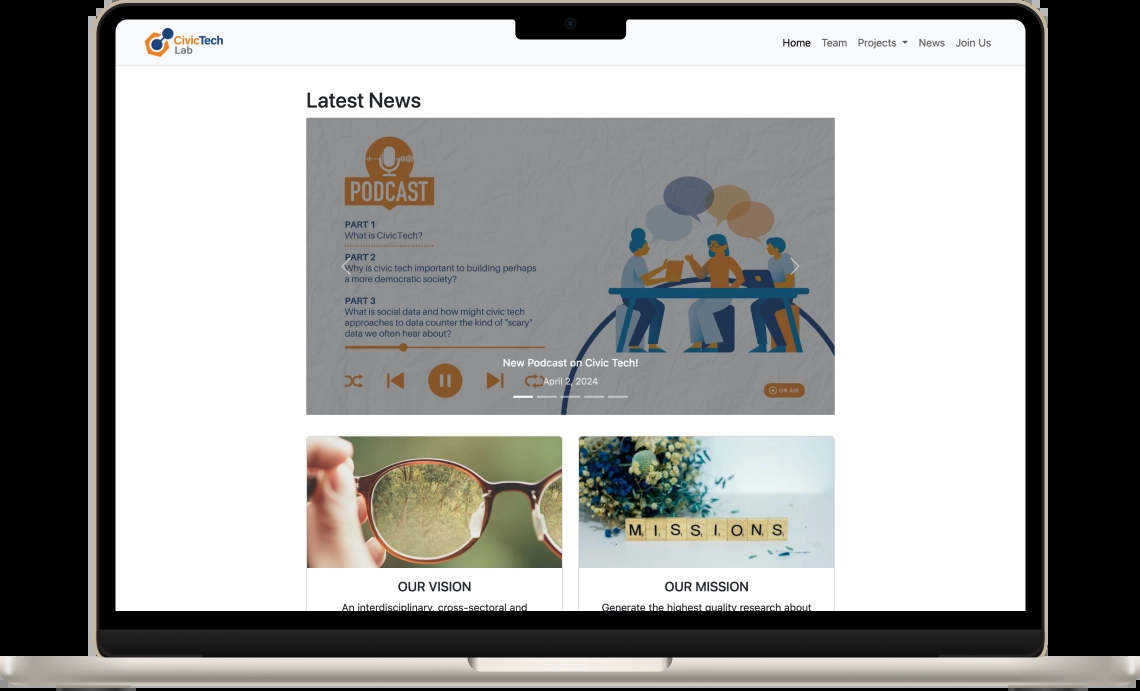 CivicTech
Lab
Home Team Projects News Join Us
Latest News
PODCAST
PART 1
What is CivicTech?
PART 2
Why is civic tech important to building perhaps
a more democratic society?
PART 3
What is social data and how might civic tech
approaches to data counter the kind of "scary"
data we often hear about?
New Podcast on Civic Tech!
April 2, 2024
ON AIR
MISSIONS
OUR VISION
OUR MISSION
An interdisciplinary, cross-sectoral and
Generate the highest quality research about